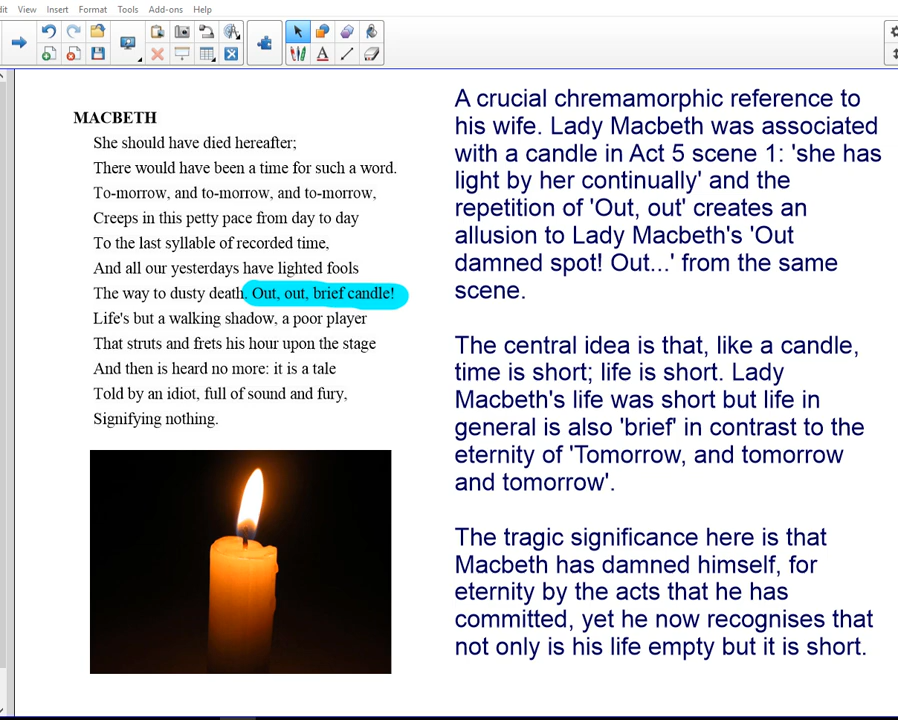 dit View Insert Format Tools Add-ons Help
MACBETH
She should have died hereafter;
There would have been a time for such a word.
To-morrow, and to-morrow, and to-morrow,
Creeps in this petty pace from day to day
To the last syllable of recorded time,
And all our yesterdays have lighted fools
The way to dusty death. Out, out, brief candle!
Life's but a walking shadow, a poor player
That struts and frets his hour upon the stage
And then is heard no more: it is a tale
Told by an idiot, full of sound and fury,
Signifying nothing.
A crucial chremamorphic reference to
his wife. Lady Macbeth was associated
with a candle in Act 5 scene 1: 'she has
light by her continually' and the
repetition of 'Out, out' creates an
allusion to Lady Macbeth's 'Out
damned spot! Out...' from the same
scene.
The central idea is that, like a candle,
time is short; life is short. Lady
Macbeth's life was short but life in
general is also 'brief' in contrast to the
eternity of 'Tomorrow, and tomorrow
and tomorrow'.
The tragic significance here is that
Macbeth has damned himself, for
eternity by the acts that he has
committed, yet he now recognises that
not only is his life empty but it is short.